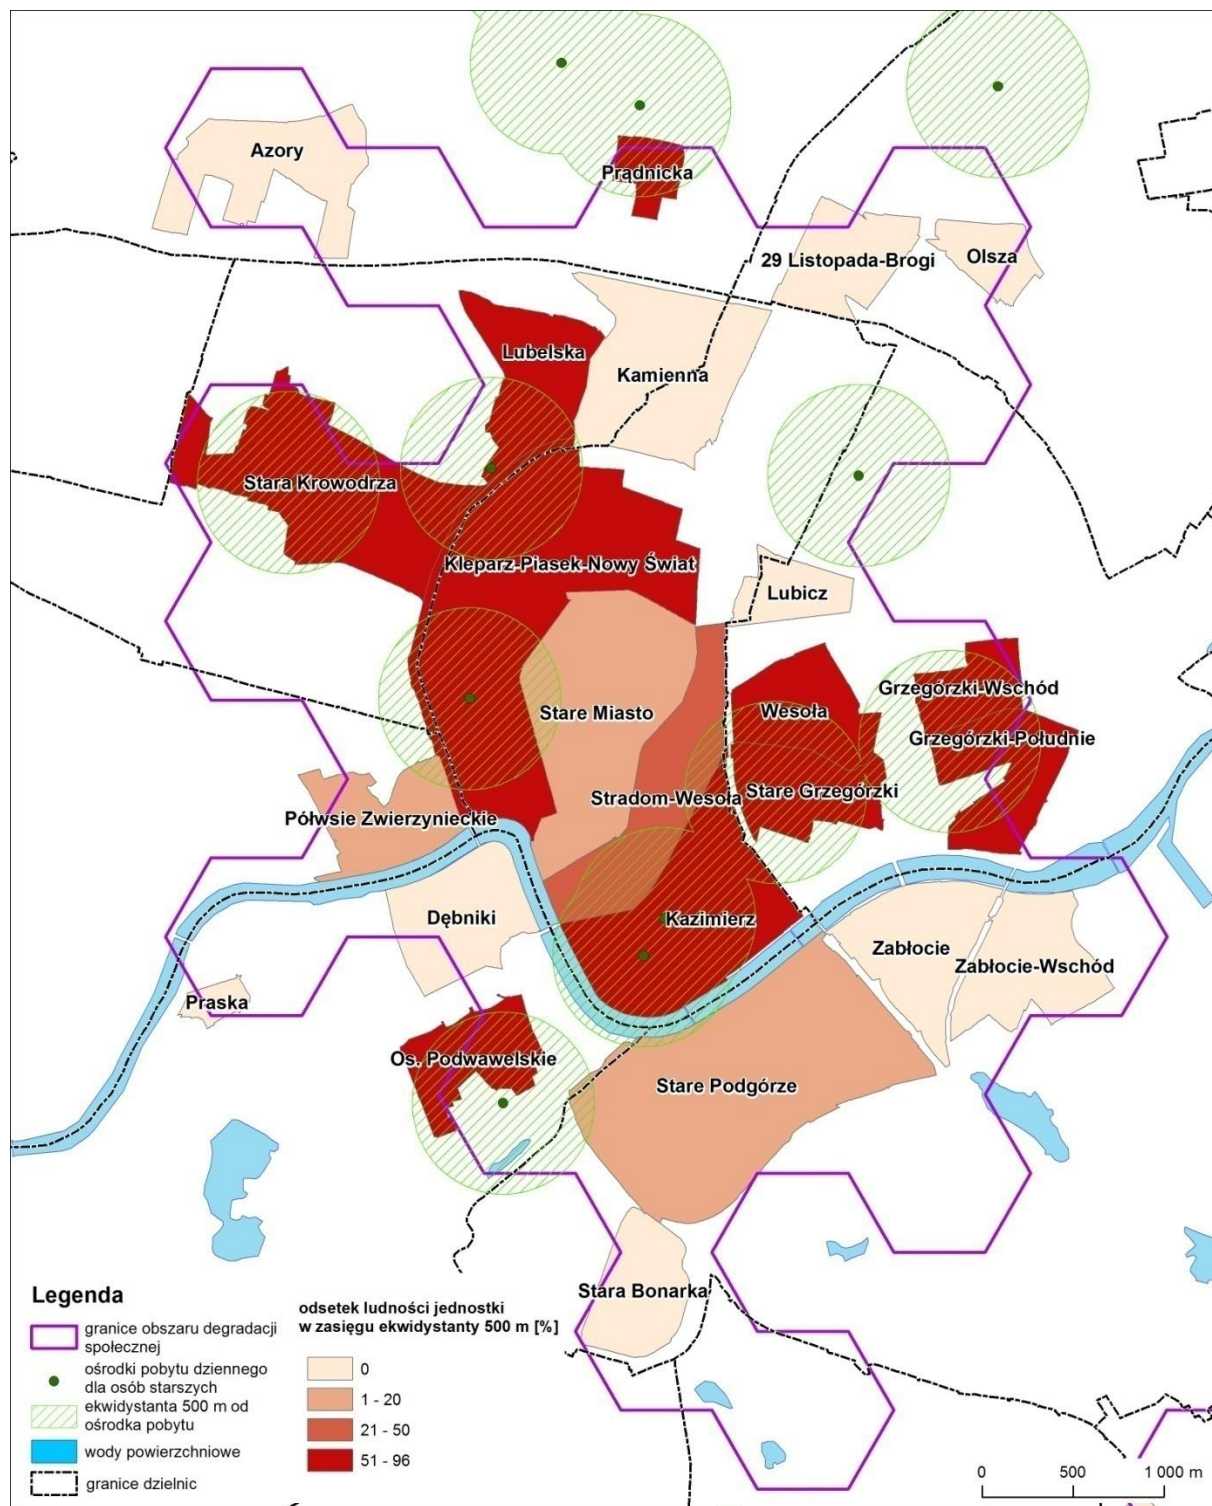 Azory
Prądnicka
29 Listopada-Brogi
Olsza
Lubelska
Kamienna
Stara Krowodrza
Kleparz-Piasek-Nowy Świat
Lubicz
Grzegórzki-Wschód
Stare Miasto
Wesoła
Grzegórzki-Południe
Stradom-Wesoła
Stare Grzegórzki
Półwsie Zwierzynieckie
Dębniki
Kazimierz
Zabłocie
Zabłocie-Wschód
Praska
Os. Podwawelskie
Stare Podgórze
Stara Bonarka
Legenda
granice obszaru degradacji
społecznej
ośrodki pobytu dziennego
dla osób starszych
ekwidystanta 500 m od
ośrodka pobytu
wody powierzchniowe
granice dzielnic
odsetek ludności jednostki
w zasięgu ekwidystanty 500 m [%]
0
1 - 20
21 - 50
51 - 96
0 500 1 000 m